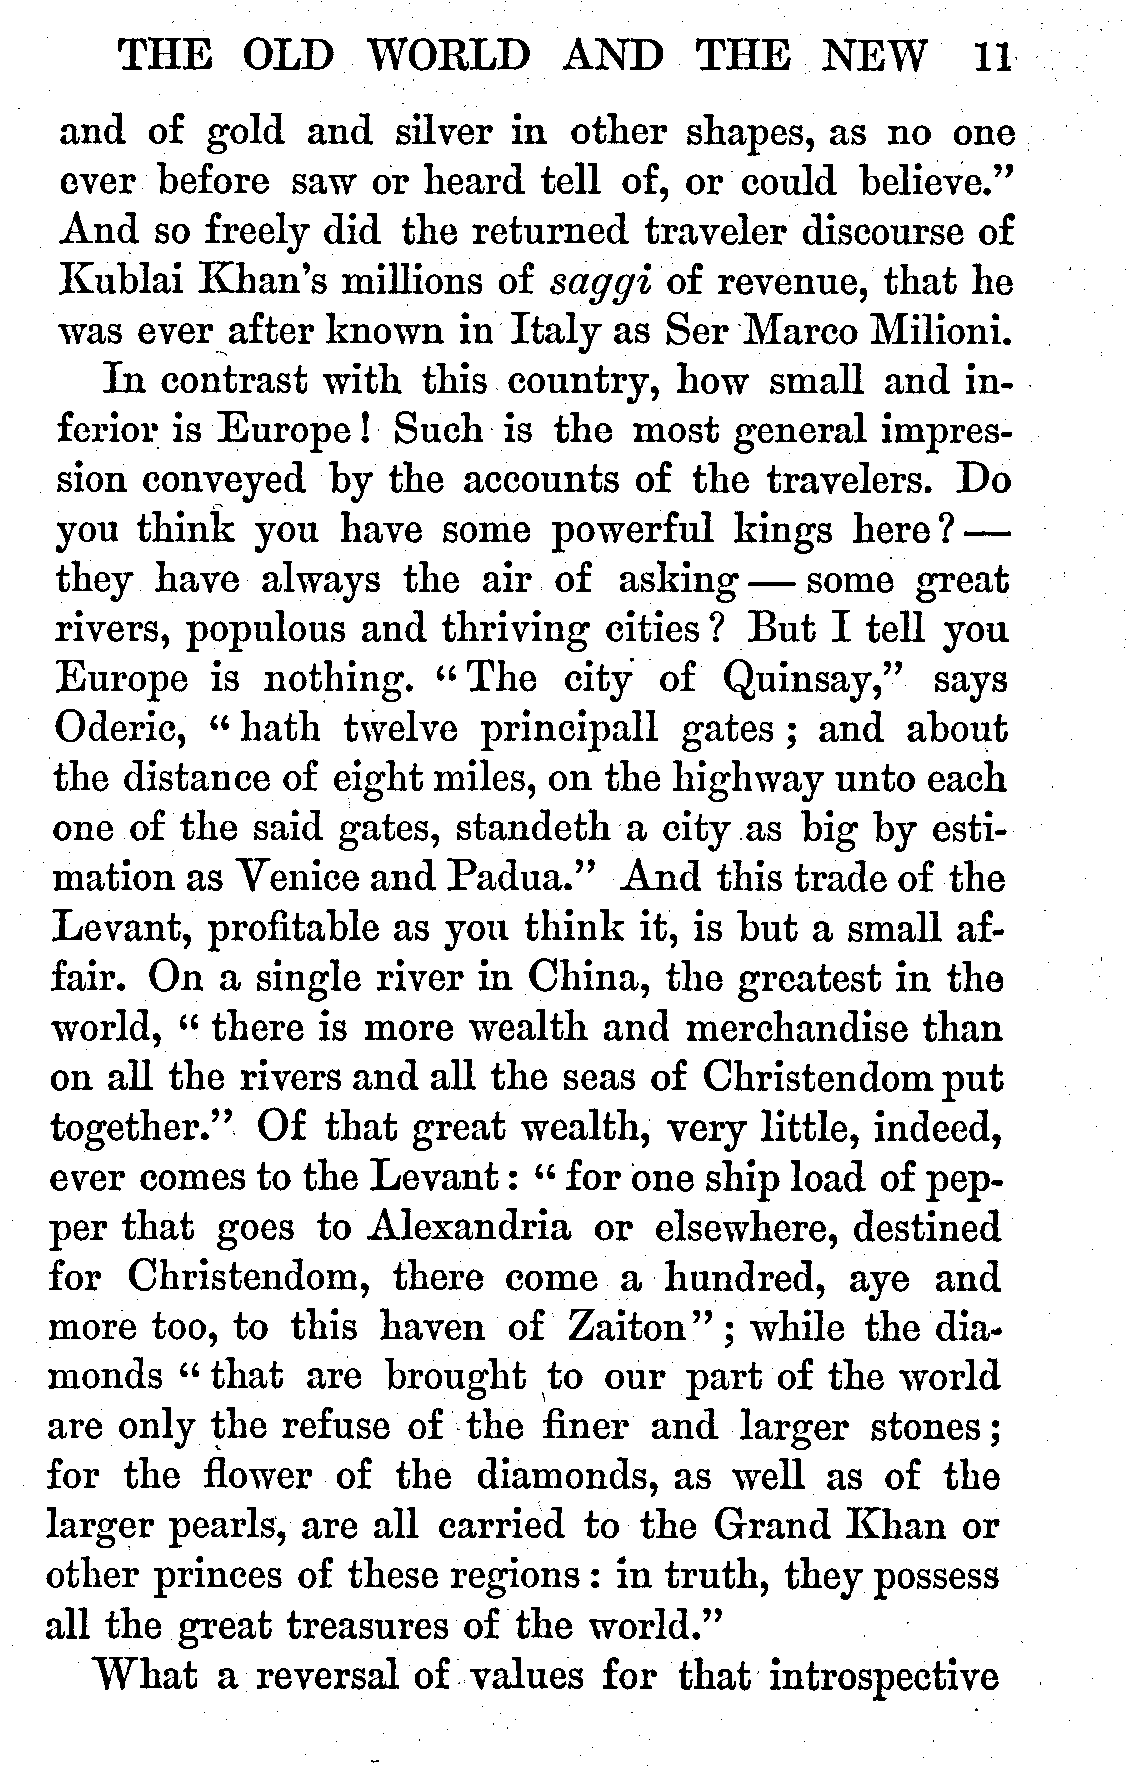 THE OLD WORLD AND THE NEW 11
and of gold and silver in other shapes, as no one
ever before saw or heard tell of, or could believe."
And so freely did the returned traveler discourse of
Kublai Khan's millions of saggi of revenue, that he
was ever after known in Italy as Ser Marco Milioni.
In contrast with this country, how small and in-
ferior is Europe! Such is the most general impres-
sion conveyed by the accounts of the travelers. Do
you think you have some powerful kings here?—
they have always the air of asking—some great
rivers, populous and thriving cities? But I tell you
Europe is nothing. "The city of Quinsay," says
Oderic, "hath twelve principall gates; and about
the distance of eight miles, on the highway unto each
one of the said gates, standeth a city as big by esti-
mation as Venice and Padua." And this trade of the
Levant, profitable as you think it, is but a small af-
fair. On a single river in China, the greatest in the
world, "there is more wealth and merchandise than
on all the rivers and all the seas of Christendom put
together." Of that great wealth, very little, indeed,
ever comes to the Levant: "for one ship load of pep-
per that goes to Alexandria or elsewhere, destined
for Christendom, there come a hundred, aye and
more too, to this haven of Zaiton"; while the dia-
monds "that are brought to our part of the world
are only the refuse of the finer and larger stones;
for the flower of the diamonds, as well as of the
larger pearls, are all carried to the Grand Khan or
other princes of these regions: in truth, they possess
all the great treasures of the world."
What a reversal of values for that introspective